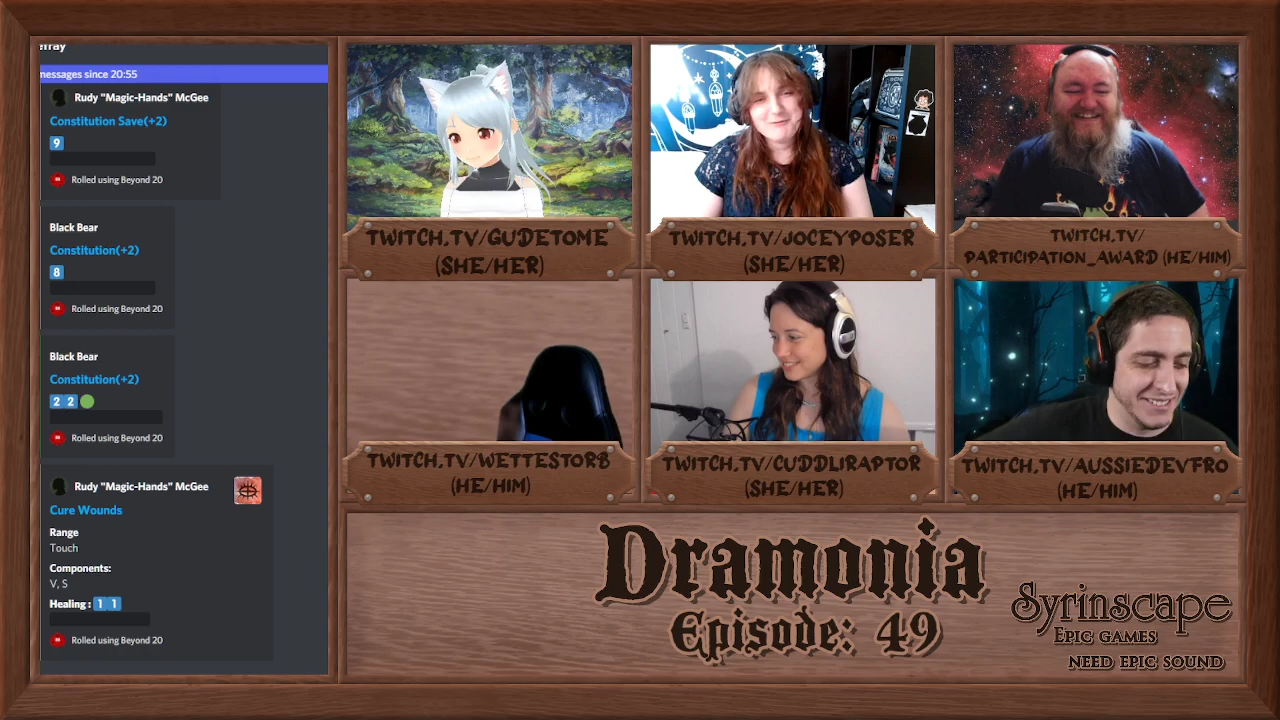 messages since 20:55
Rudy "Magic-Hands" McGee
Constitution Save(+2)
9
Rolled using Beyond 20
Black Bear
Constitution(+2)
8
Rolled using Beyond 20
Black Bear
Constitution(+2)
2 2
Rolled using Beyond 20
Rudy "Magic-Hands" McGee
Cure Wounds
Range
Touch
Components:
V, S
Healing : 1 1
Rolled using Beyond 20
TWITCH.TV/GUDETOME
(SHE/HER)
TWITCH.TV/JOCEYPOSER
(SHE/HER)
TWITCH.TV/
PARTICIPATION_AWARD (HE/HIM)
TWITCH.TV/WETTESTOR8
(HE/HIM)
TWITCH.TV/CUDDLIRAPTOR
(SHE/HER)
TWITCH.TV/AUSSIEDEVFRO
(HE/HIM)
Dramonia
Episode: 49
Syrinscape
EPIC GAMES
NEED EPIC SOUND